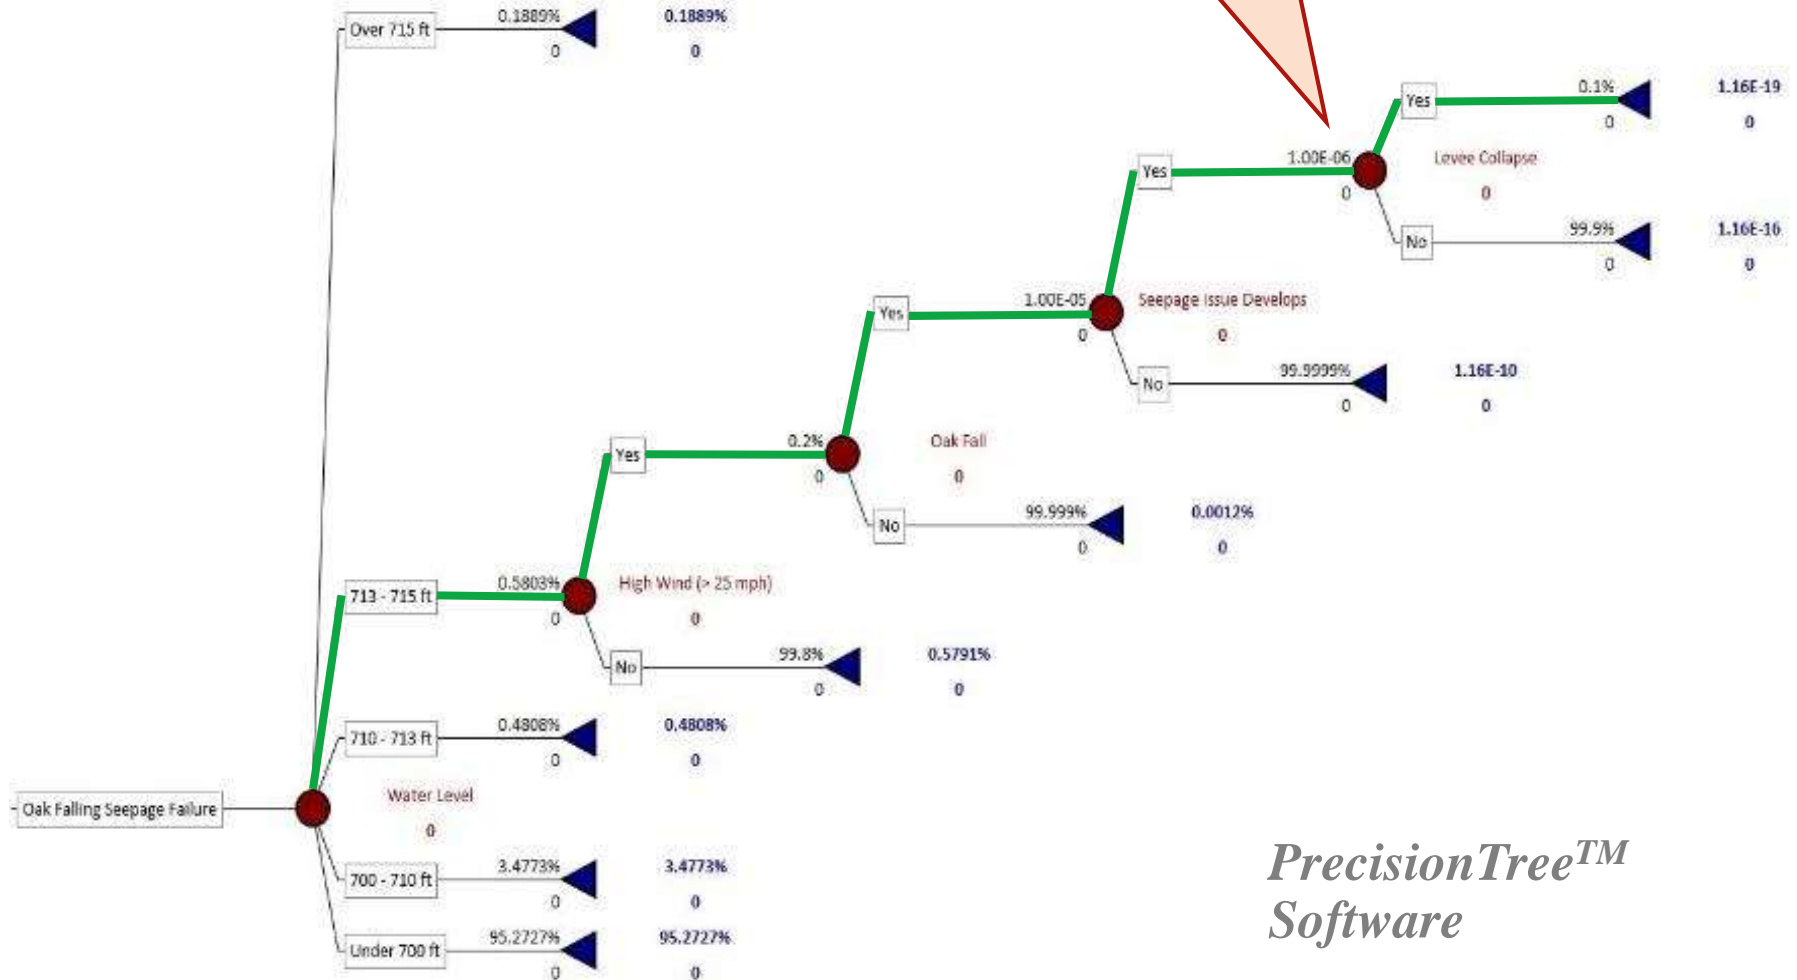 Over 715 ft
0.1889%
0
0.1889%
0
Yes
0.1%
0
1.16E-19
0
Yes
1.00E-06
0
Levee Collapse
0
No
99.9%
0
1.16E-16
0
Yes
1.00E-05
0
Seepage Issue Develops
0
No
99.9999%
0
1.16E-10
0
Yes
0.2%
0
Oak Fall
0
No
99.999%
0
0.0012%
0
713 - 715 ft
0.5803%
0
High Wind (> 25 mph)
0
No
99.8%
0
0.5791%
0
710 - 713 ft
0.4808%
0
0.4808%
0
Oak Falling Seepage Failure
Water Level
0
700 - 710 ft
3.4773%
0
3.4773%
0
Under 700 ft
95.2727%
0
95.2727%
0
PrecisionTree™
Software